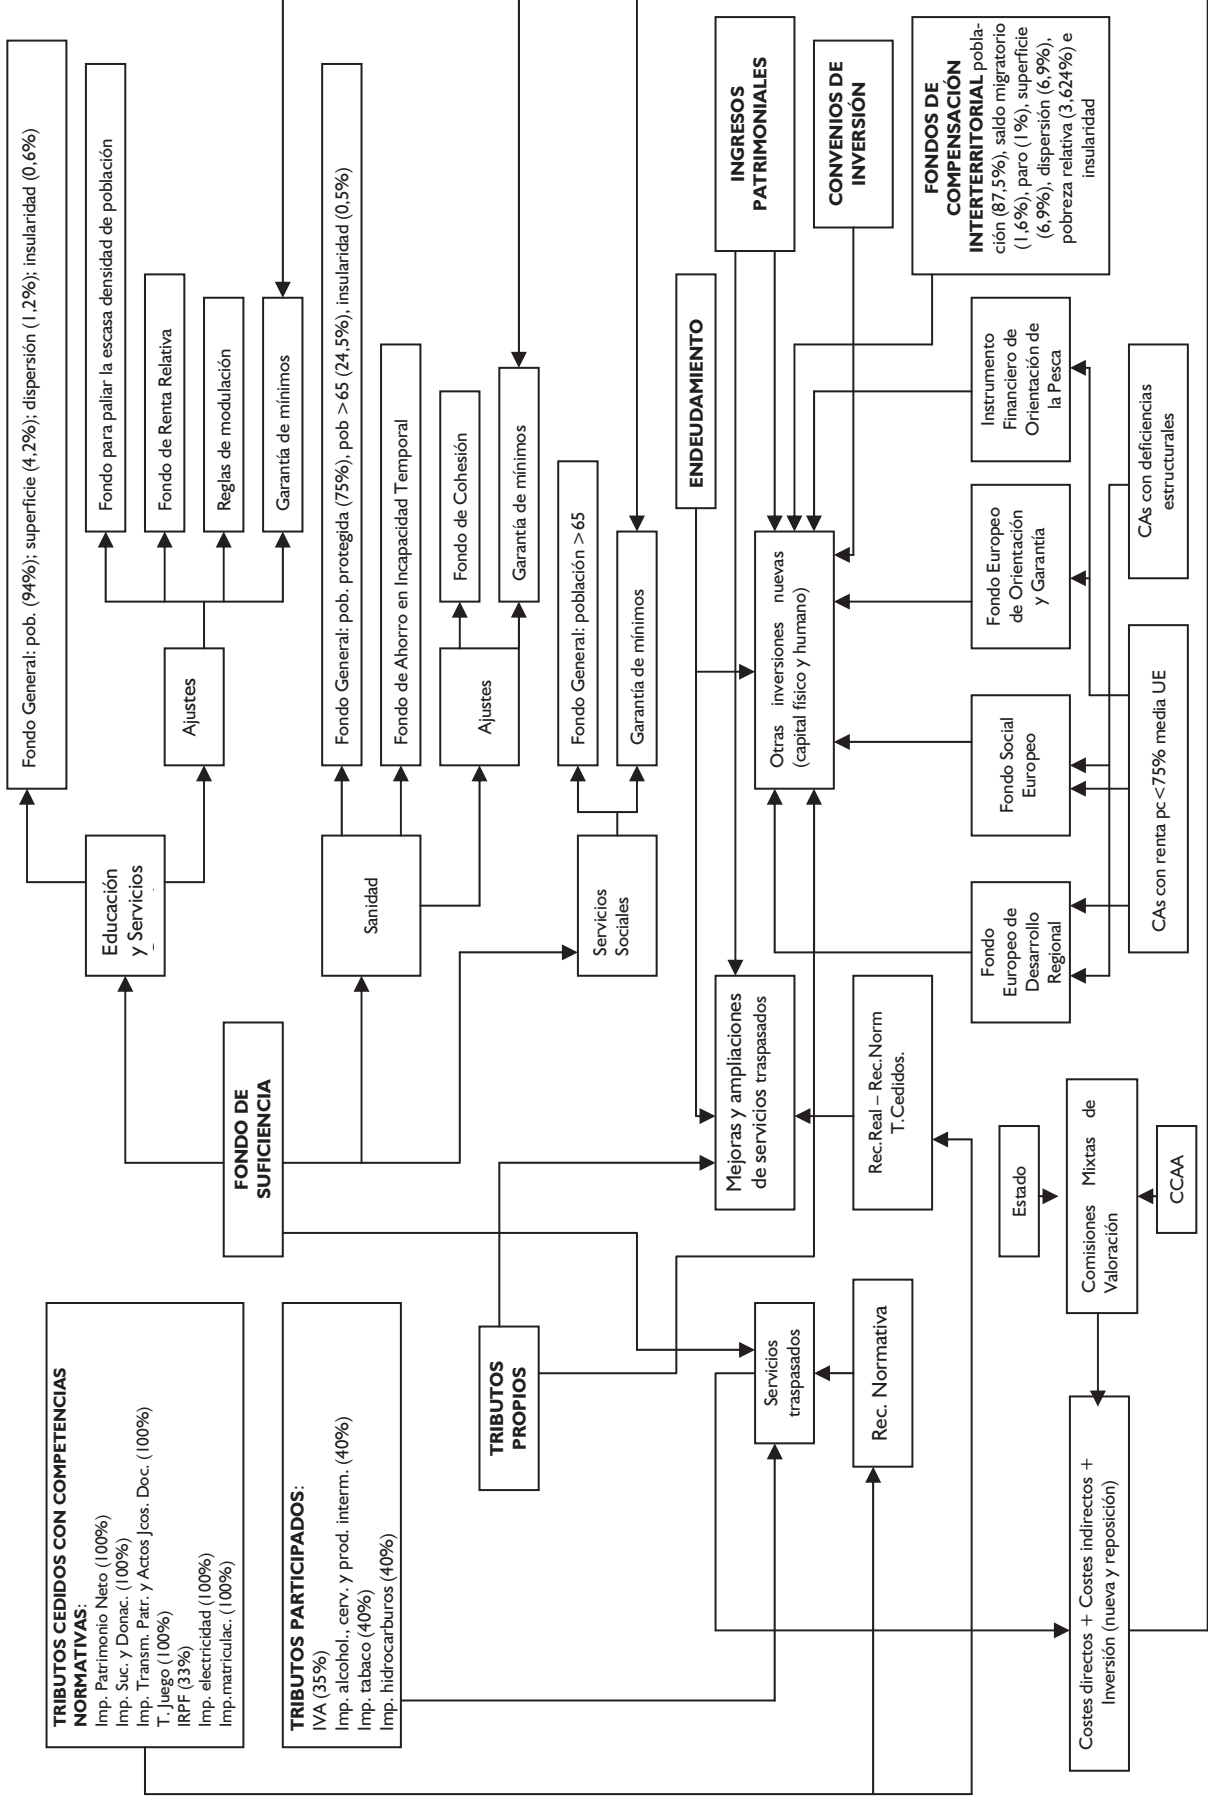 TRIBUTOS CEDIDOS CON COMPETENCIAS
NORMATIVAS:
Imp. Patrimonio Neto (100%)
Imp. Suc. y Donac. (100%)
Imp. Transm. Patr. y Actos Jcos. Doc. (100%)
T. Juego (100%)
IRPF (33%)
Imp. electricidad (100%)
Imp.matriculac. (100%)
TRIBUTOS PARTICIPADOS:
IVA (35%)
Imp. alcohol., cerv. y prod. interm. (40%)
Imp. tabaco (40%)
Imp. hidrocarburos (40%)
TRIBUTOS
PROPIOS
Servicios
traspasados
Rec. Normativa
Costes directos + Costes indirectos +
Inversión (nueva y reposición)
Estado
Comisiones Mixtas de
Valoración
CCAA
FONDO DE
SUFICIENCIA
Mejoras y ampliaciones
de servicios traspasados
Rec.Real – Rec.Norm
T.Cedidos.
Educación
y Servicios
Sanidad
Servicios
Sociales
Fondo General: pob. (94%); superficie (4,2%); dispersión (1,2%); insularidad (0,6%)
Ajustes
Fondo para paliar la escasa densidad de población
Fondo de Renta Relativa
Reglas de modulación
Garantía de mínimos
Fondo General: pob. protegida (75%), pob >65 (24,5%), insularidad (0,5%)
Fondo de Ahorro en Incapacidad Temporal
Ajustes
Fondo de Cohesión
Garantía de mínimos
Fondo General: población >65
Garantía de mínimos
ENDEUDAMIENTO
INGRESOS
PATRIMONIALES
CONVENIOS DE
INVERSIÓN
FONDOS DE
COMPENSACIÓN
INTERTERRITORIAL pobla-
ción (87,5%), saldo migratorio
(1,6%), paro (1%), superficie
(6,9%), dispersión (6,9%),
pobreza relativa (3,624%) e
insularidad
Otras inversiones nuevas
(capital físico y humano)
Fondo
Europeo de
Desarrollo
Regional
Fondo Social
Europeo
Fondo Europeo
de Orientación
y Garantía
Instrumento
Financiero de
Orientación de
la Pesca
CAs con renta pc<75% media UE
CAs con deficiencias
estructurales